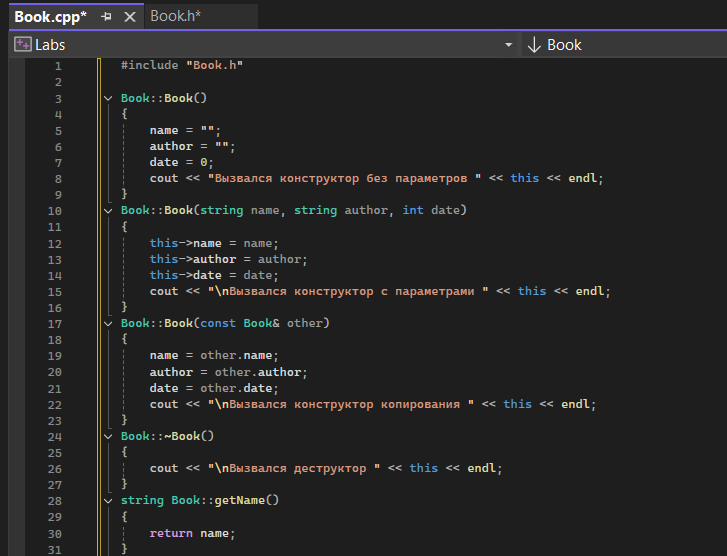 Book.cpp* Book.h*
Labs Book
1 #include "Book.h"
2
3 Book::Book()
4 {
5 name = "";
6 author = "";
7 date = 0;
8 cout << "Вызвался конструктор без параметров " << this << endl;
9 }
10 Book::Book(string name, string author, int date)
11 {
12 this->name = name;
13 this->author = author;
14 this->date = date;
15 cout << "\nВызвался конструктор с параметрами " << this << endl;
16 }
17 Book::Book(const Book& other)
18 {
19 name = other.name;
20 author = other.author;
21 date = other.date;
22 cout << "\nВызвался конструктор копирования " << this << endl;
23 }
24 Book::~Book()
25 {
26 cout << "\nВызвался деструктор " << this << endl;
27 }
28 string Book::getName()
29 {
30 return name;
31 }